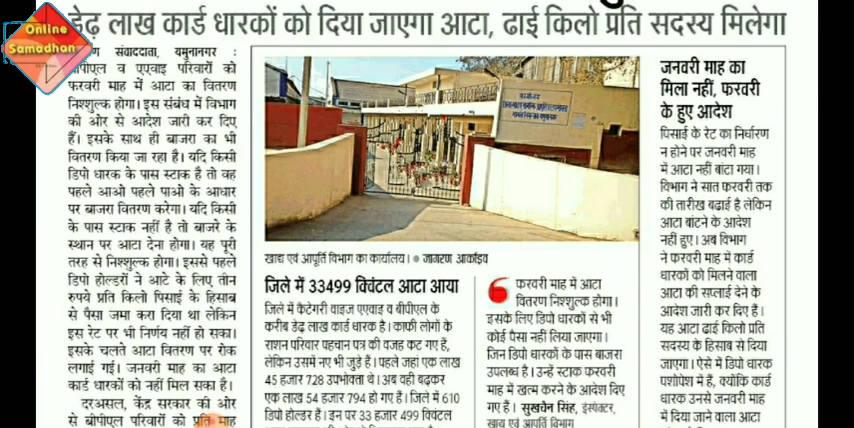 Online
Samadhan
डेढ़ लाख कार्ड धारकों को दिया जाएगा आटा, ढाई किलो प्रति सदस्य मिलेगा
संवाददाता, यमुनानगर :
बीपीएल व एएवाइ परिवारों को
फरवरी माह में आटा का वितरण
निश्शुल्क होगा। इस संबंध में विभाग
की ओर से आदेश जारी कर दिए
हैं। इसके साथ ही बाजरा का भी
वितरण किया जा रहा है। यदि किसी
डिपो धारक के पास स्टाक है तो वह
पहले आओ पहले पाओ के आधार
पर बाजरा वितरण करेगा। यदि किसी
के पास स्टाक नहीं है तो बाजरे के
स्थान पर आटा देना होगा। यह पूरी
तरह से निशुल्क होगी। इससे पहले
डिपो होल्डरों ने आटे के लिए तीन
रुपये प्रति किलो पिसाई के हिसाब
से पैसा जमा करा दिया था लेकिन
इस रेट पर भी निर्णय नहीं हो सका।
इसके चलते आटा वितरण पर रोक
लगाई गई। जनवरी माह का आटा
कार्ड धारकों को नहीं मिल सका है।
दरअसल, केंद्र सरकार की ओर
से बीपीएल परिवारों को प्रति माह
खाद्य एवं आपूर्ति विभाग का कार्यालय। ● जागरण आर्काइव
जिले में 33499 क्विंटल आटा आया
जिले में कैटेगरी वाइज एएवाइ व बीपीएल के
करीब डेढ़ लाख कार्ड धारक है। काफी लोगों के
राशन परिवार पहचान पत्र की वजह कट गए हैं,
लेकिन उसमें नए भी जुड़े हैं। पहले जहां एक लाख
45 हजार 728 उपभोक्ता थे। अब वही बढ़कर
एक लाख 54 हजार 794 हो गए हैं। जिले में 610
डिपो होल्डर है। इन पर 33 हजार 499 क्विंटल
फरवरी माह में आटा
वितरण निश्शुल्क होगा।
इसके लिए डिपो धारकों से भी
कोई पैसा नहीं लिया जाएगा।
जिन डिपो धारकों के पास बाजरा
उपलब्ध है। उन्हें स्टाक फरवरी
माह में खत्म करने के आदेश दिए
गए हैं। सुखचैन सिंह, इंस्पेक्टर,
खाद्य एवं आपूर्ति विभाग
जनवरी माह का
मिला नहीं, फरवरी
के हुए आदेश
पिसाई के रेट का निर्धारण
न होने पर जनवरी माह
में आटा नहीं बांटा गया।
विभाग ने सात फरवरी तक
की तारीख बढाई है लेकिन
आटा बांटने के आदेश
नहीं हुए। अब विभाग
ने फरवरी माह में कार्ड
धारकों को मिलने वाला
आटा की सप्लाई देने के
आदेश जारी कर दिए है।
यह आटा ढाई किलो प्रति
सदस्य के हिसाब से दिया
जाएगा। ऐसे में डिपो धारक
पशोपेश में हैं, क्योंकि कार्ड
धारक उनसे जनवरी माह
में दिया जाने वाला आटा